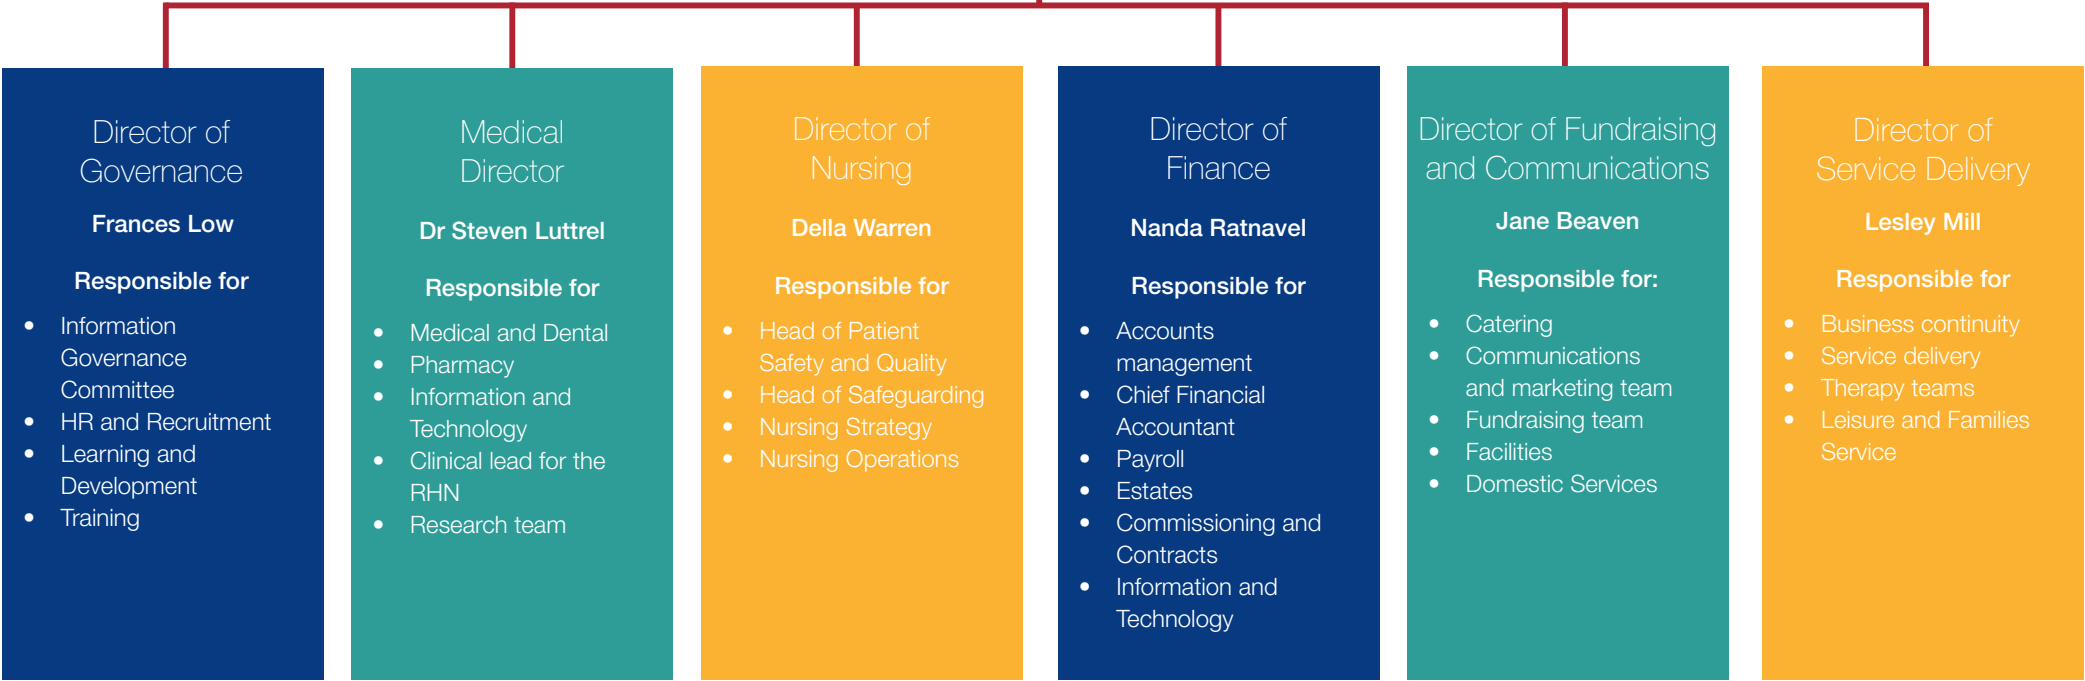 Director of
Governance
Frances Low
Responsible for
• Information
Governance
Committee
• HR and Recruitment
• Learning and
Development
• Training
Medical
Director
Dr Steven Luttrel
Responsible for
• Medical and Dental
• Pharmacy
• Information and
Technology
• Clinical lead for the
RHN
• Research team
Director of
Nursing
Della Warren
Responsible for
• Head of Patient
Safety and Quality
• Head of Safeguarding
• Nursing Strategy
• Nursing Operations
Director of
Finance
Nanda Ratnavel
Responsible for
• Accounts
management
• Chief Financial
Accountant
• Payroll
• Estates
• Commissioning and
Contracts
• Information and
Technology
Director of Fundraising
and Communications
Jane Beaven
Responsible for:
• Catering
• Communications
and marketing team
• Fundraising team
• Facilities
• Domestic Services
Director of
Service Delivery
Lesley Mill
Responsible for
• Business continuity
• Service delivery
• Therapy teams
• Leisure and Families
Service